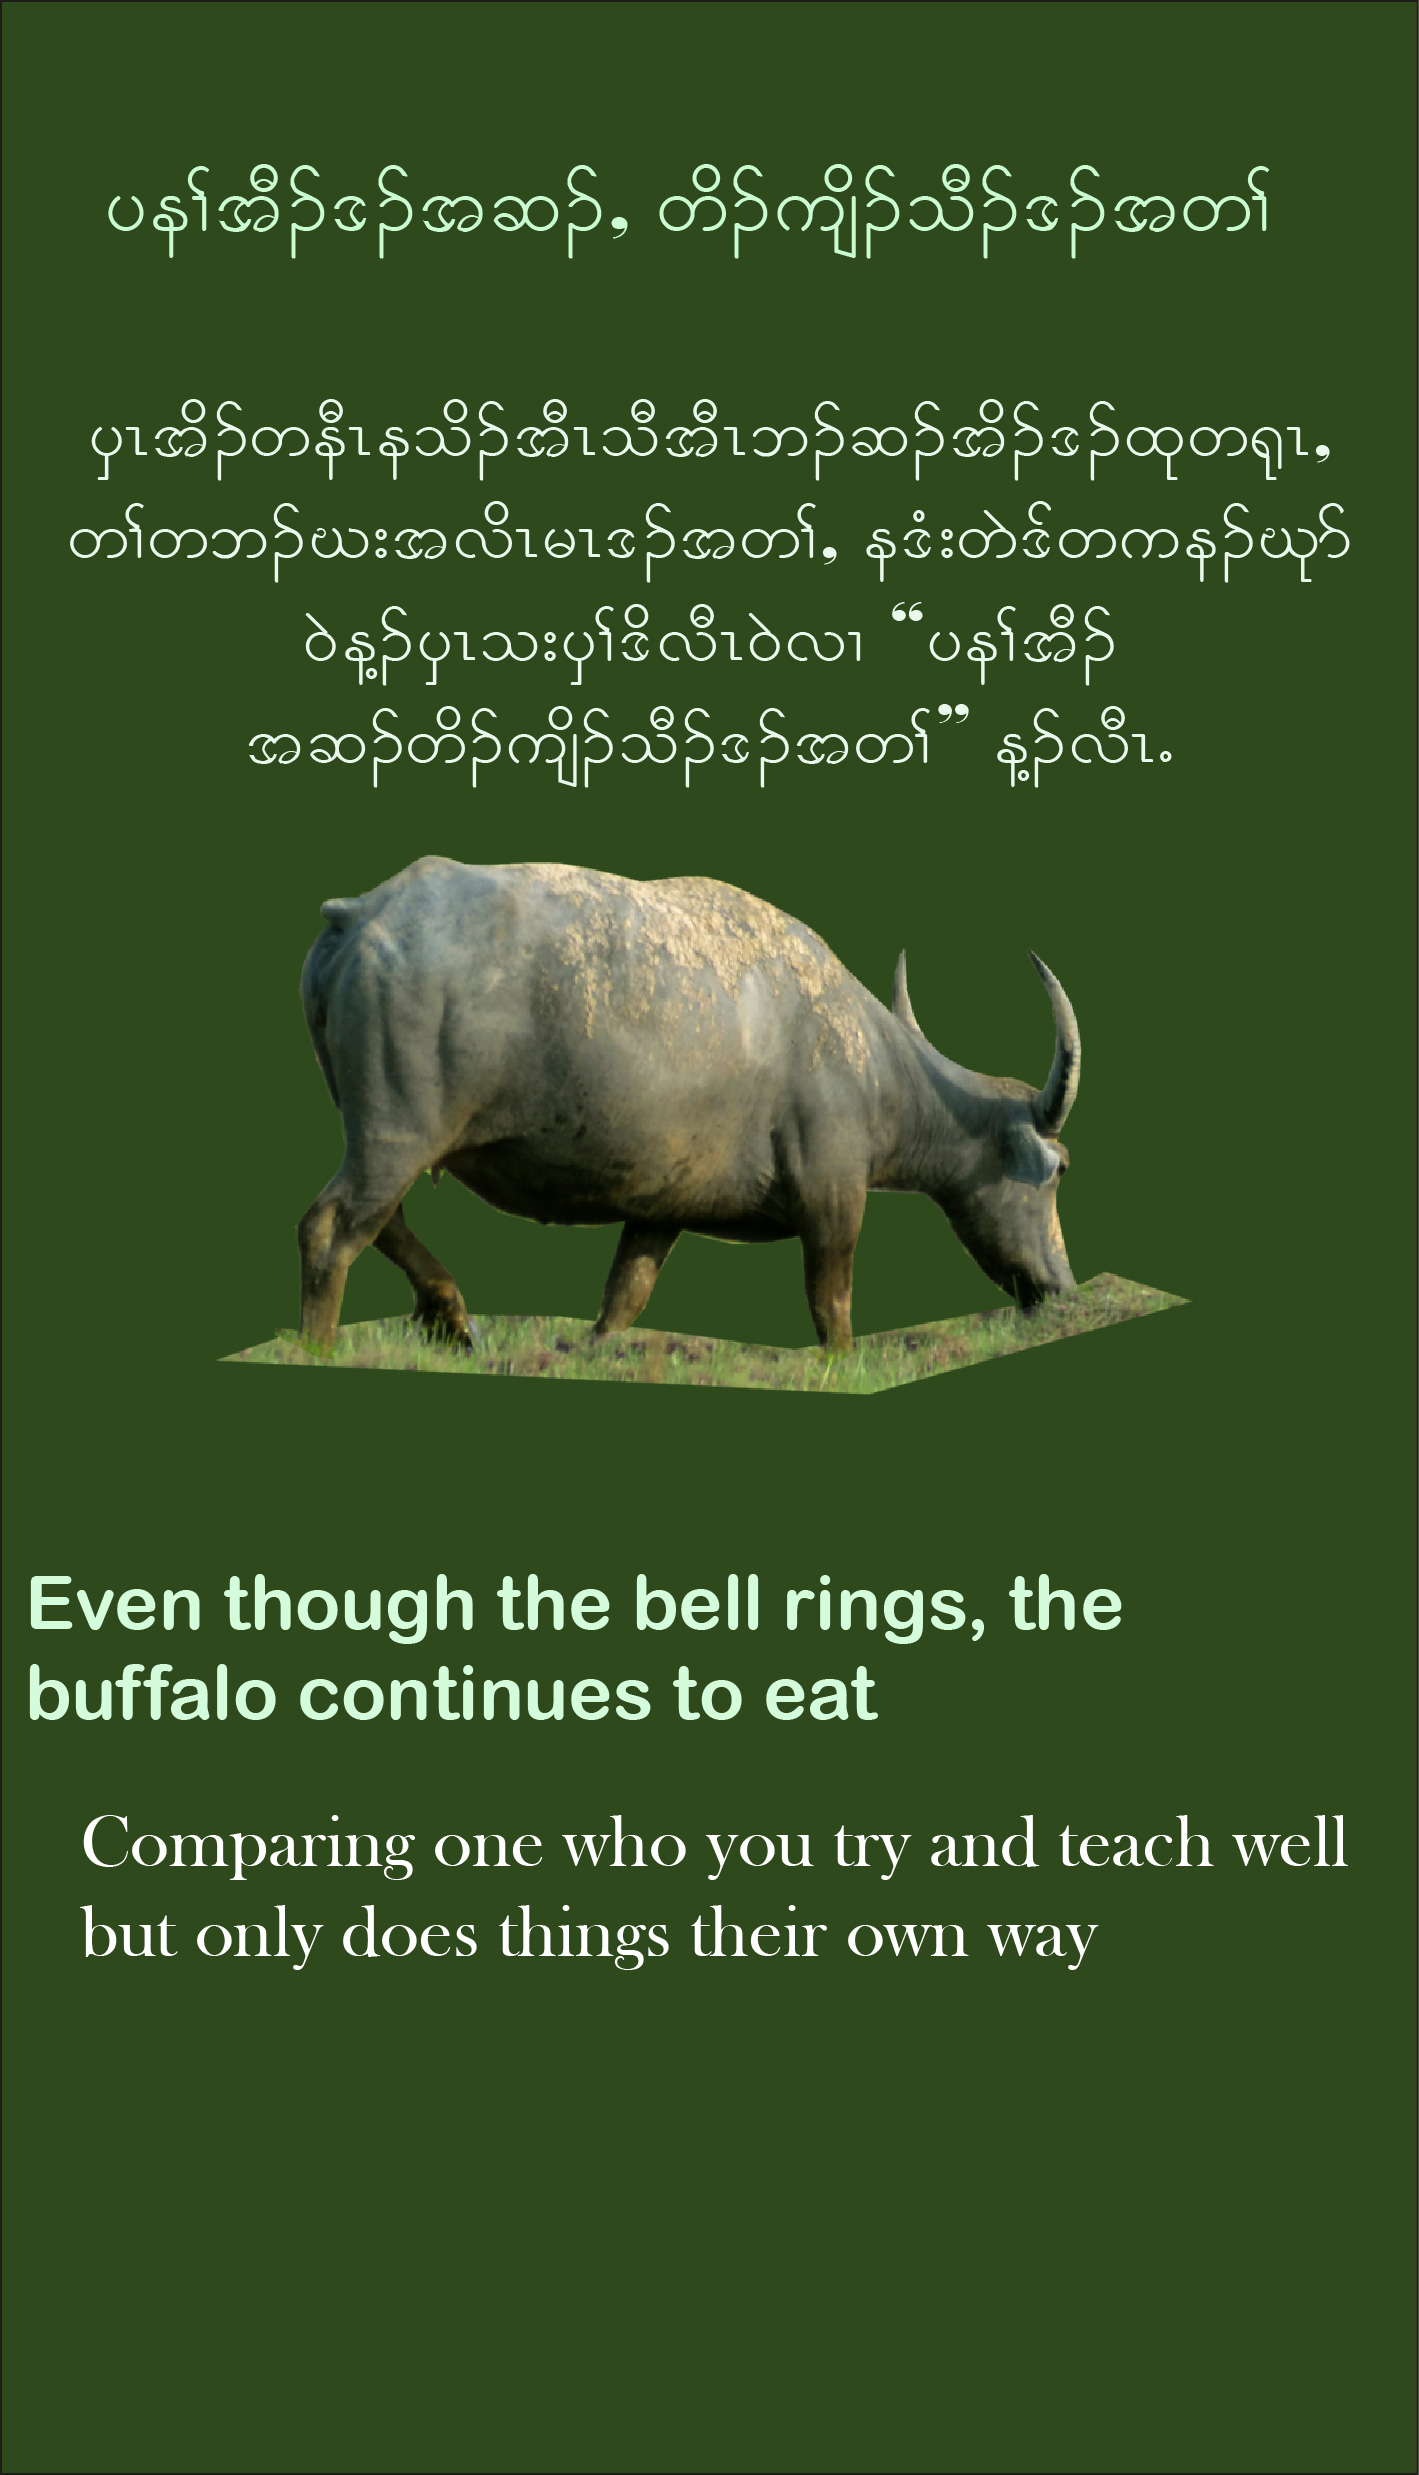 ပနၢ်အီၣ်ဒၣ်အဆၣ်, တိၣ်ကျိၣ်သီၣ်ဒၣ်အတၢ်
ပှၤအိၣ်တနီၤနသိၣ်အီၤသီအီၤဘၣ်ဆၣ်အိၣ်ဒၣ်ထုတရုၤ,
တၢ်တဘၣ်ဃးအလိၤမၤဒၣ်အတၢ်, နဒံးတဲဒ်တကနၣ်ဃုာ်
ဝဲန့ၣ်ပှၤသးပှၢ်ဒိလီၤဝဲလၢ “ပနၢ်အီၣ်
အဆၣ်တိၣ်ကျိၣ်သီၣ်ဒၣ်အတၢ်” န့ၣ်လီၤ.
Even though the bell rings, the
buffalo continues to eat
Comparing one who you try and teach well
but only does things their own way